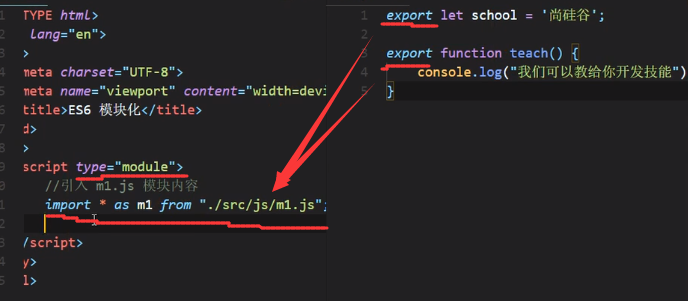 TYPE html>
lang="en">
>
meta charset="UTF-8">
meta name="viewport" content="width=devi
title>ES6 模块化</title>
d>
>
script type="module">
//引入 m1.js 模块内容
import * as m1 from "./src/js/m1.js";
/script>
y>
l>
1 export let school = '尚硅谷';
2
3 export function teach() {
4 console.log("我们可以教给你开发技能")
5 }